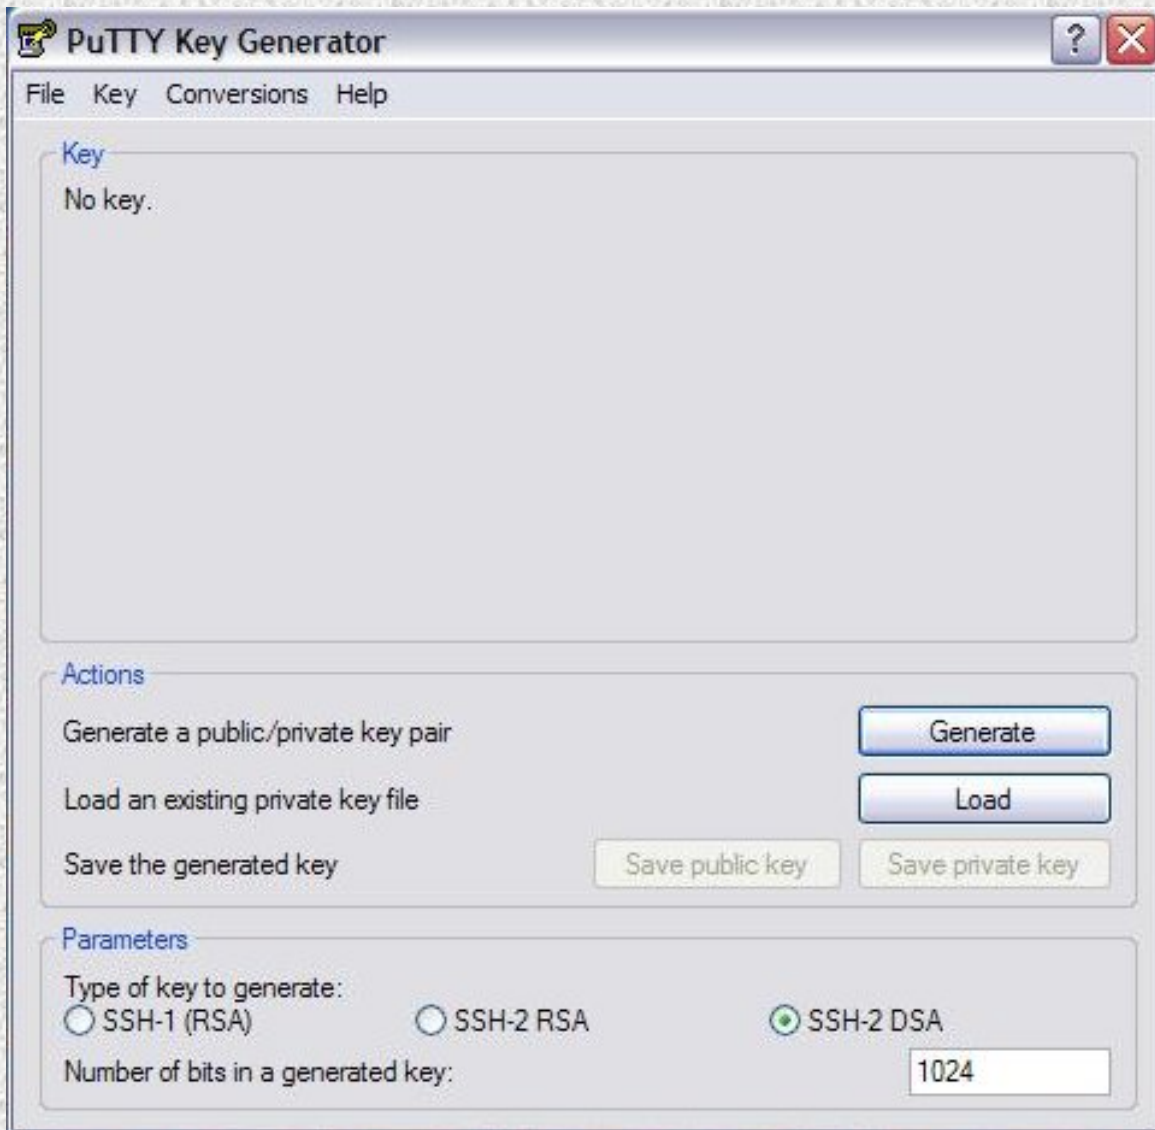 PuTTY Key Generator
?
File Key Conversions Help
Key
No key.
Actions
Generate a public/private key pair Generate
Load an existing private key file Load
Save the generated key Save public key Save private key
Parameters
Type of key to generate:
SSH-1 (RSA) SSH-2 RSA SSH-2 DSA
Number of bits in a generated key: 1024